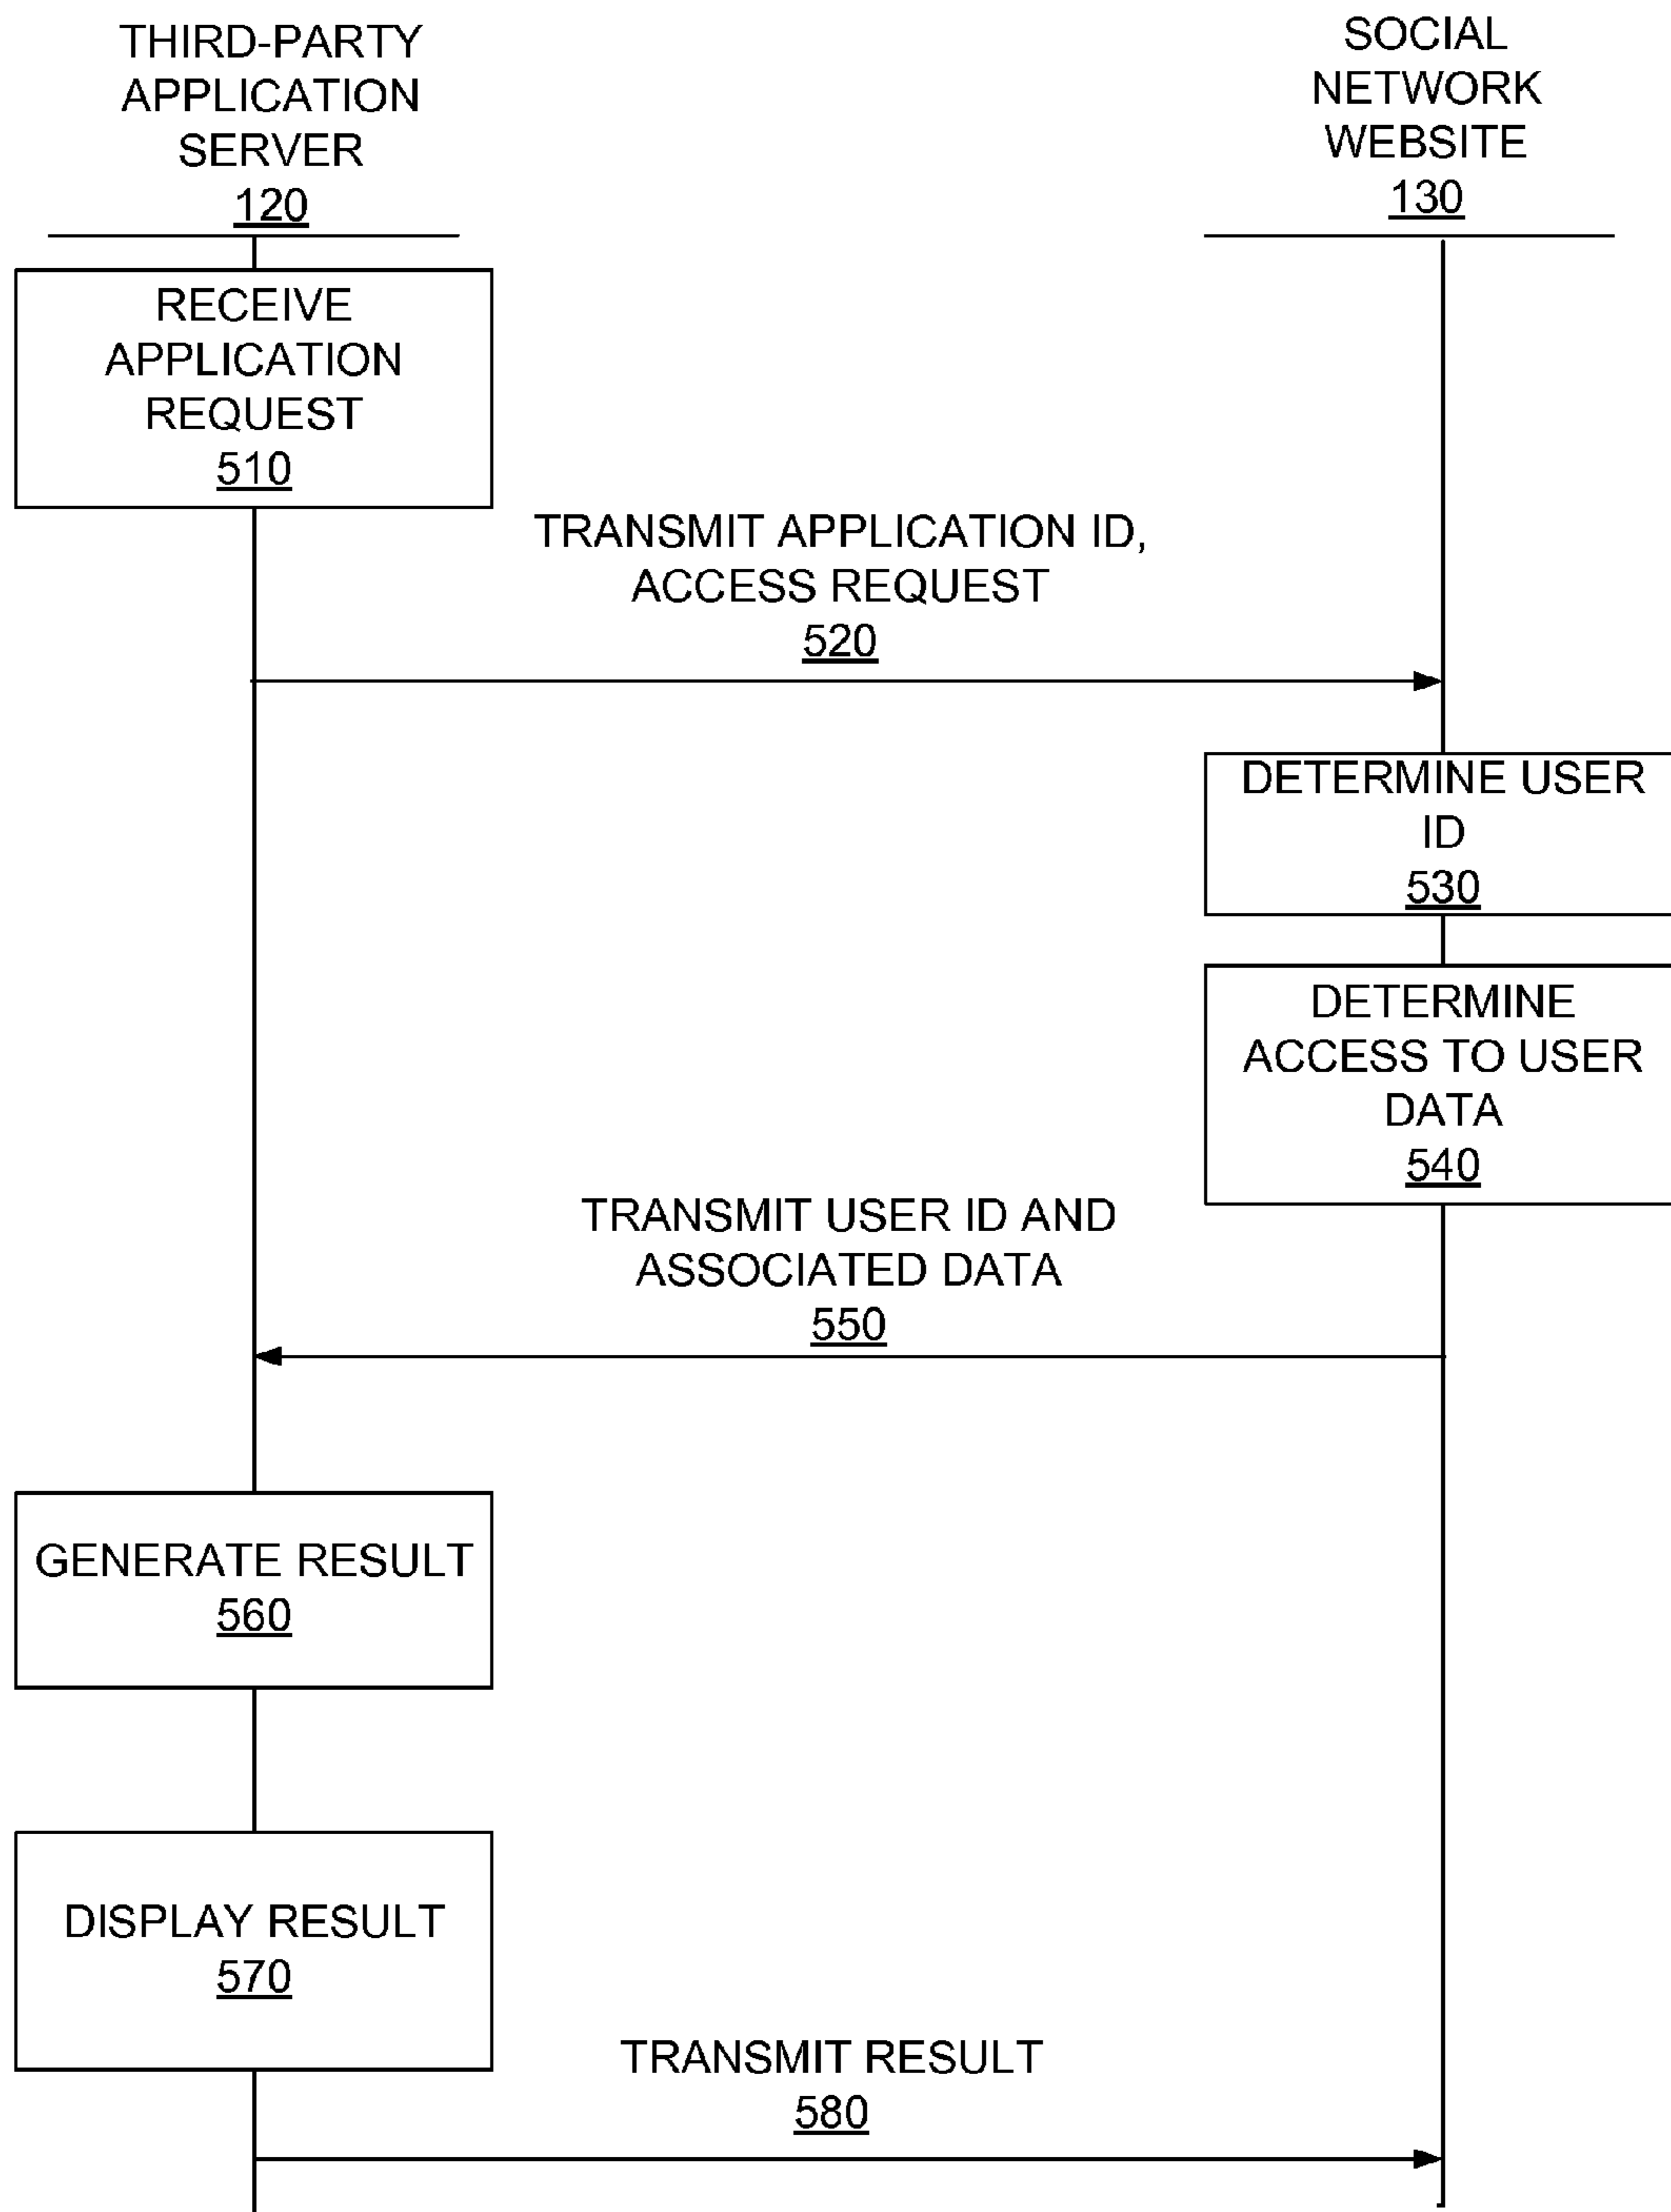 THIRD-PARTY
APPLICATION
SERVER
120
SOCIAL
NETWORK
WEBSITE
130
RECEIVE
APPLICATION
REQUEST
510
TRANSMIT APPLICATION ID,
ACCESS REQUEST
520
DETERMINE USER
ID
530
DETERMINE
ACCESS TO USER
DATA
540
TRANSMIT USER ID AND
ASSOCIATED DATA
550
GENERATE RESULT
560
DISPLAY RESULT
570
TRANSMIT RESULT
580